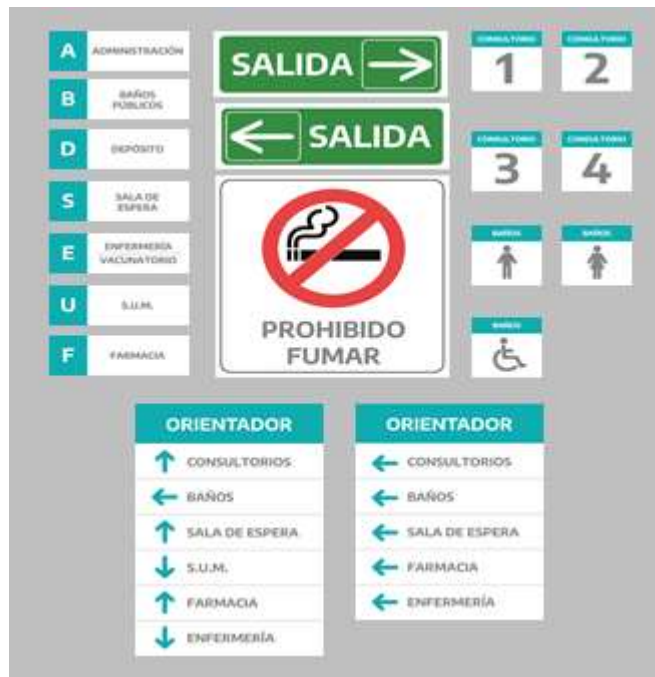 A ADMINISTRACIÓN
B BAÑOS
PÚBLICOS
D DEPÓSITO
S SALA DE
ESPERA
E ENFERMERÍA
VACUNATORIO
U S.U.M.
F FARMACIA
SALIDA
SALIDA
PROHIBIDO
FUMAR
CONSULTORIO
1
CONSULTORIO
2
CONSULTORIO
3
CONSULTORIO
4
BAÑOS
BAÑOS
BAÑOS
ORIENTADOR
CONSULTORIOS
BAÑOS
SALA DE ESPERA
S.U.M.
FARMACIA
ENFERMERÍA
ORIENTADOR
CONSULTORIOS
BAÑOS
SALA DE ESPERA
FARMACIA
ENFERMERÍA